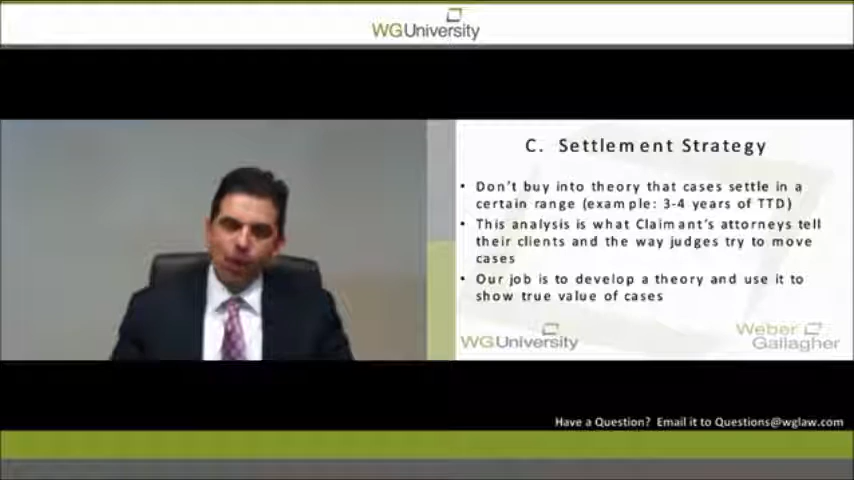 WGUniversity
C. Settlement Strategy
• Don't buy into theory that cases settle in a
certain range (example: 3-4 years of TTD)
• This analysis is what Claimant's attorneys tell
their clients and the way judges try to move
cases
• Our job is to develop a theory and use it to
show true value of cases
WGUniversity
Weber
Gallagher
Have a Question? Email it to Questions@wglaw.com